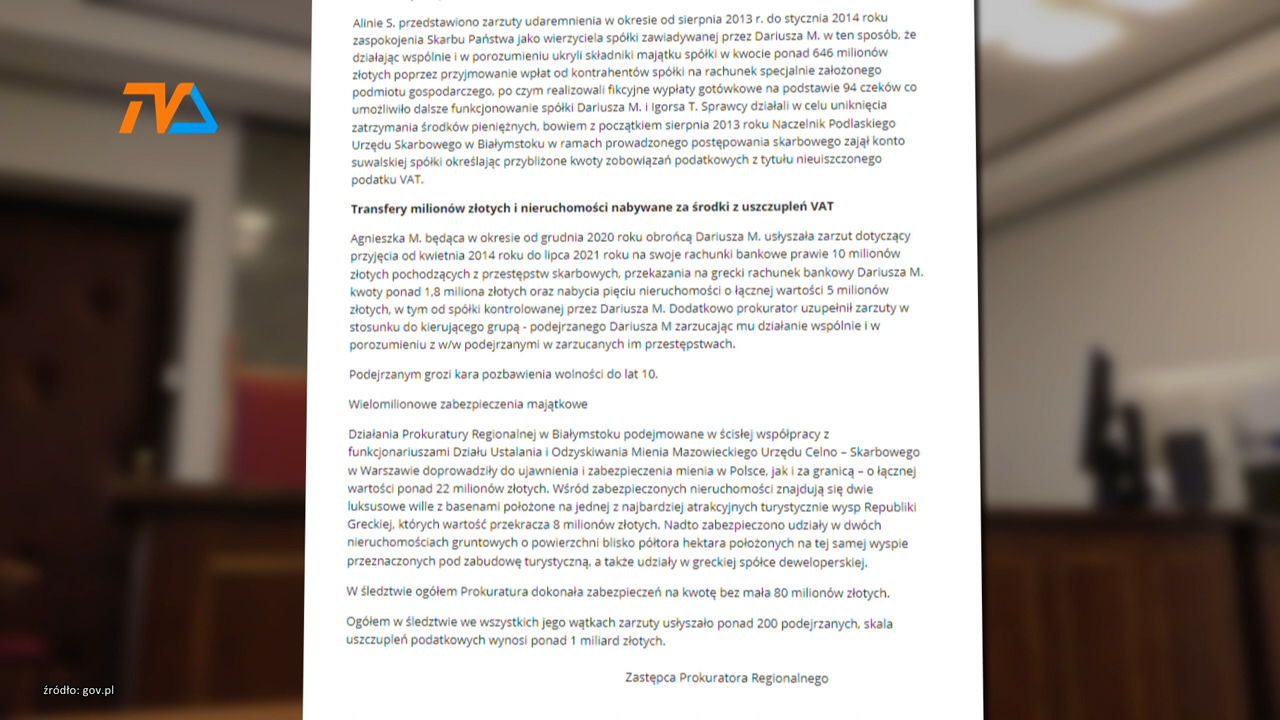 Alinie S. przedstawiono zarzuty udaremnienia w okresie od sierpnia 2013 r. do stycznia 2014 roku
zaspokojenia Skarbu Państwa jako wierzyciela spółki zawiadywanej przez Dariusza M. w ten sposób, że
działając wspólnie i w porozumieniu ukryli składniki majątku spółki w kwocie ponad 646 milionów
złotych poprzez przyjmowanie wpłat od kontrahentów spółki na rachunek specjalnie założonego
podmiotu gospodarczego, po czym realizowali fikcyjne wypłaty gotówkowe na podstawie 94 czeków co
umożliwiło dalsze funkcjonowanie spółki Dariusza M. i Igorsa T. Sprawcy działali w celu uniknięcia
zatrzymania środków pieniężnych, bowiem z początkiem sierpnia 2013 roku Naczelnik Podlaskiego
Urzędu Skarbowego w Białymstoku w ramach prowadzonego postępowania skarbowego zajął konto
suwalskiej spółki określając przybliżone kwoty zobowiązań podatkowych z tytułu nieuiszczonego
podatku VAT.
Transfery milionów złotych i nieruchomości nabywane za środki z uszczupleń VAT
Agnieszka M. będąca w okresie od grudnia 2020 roku obrońcą Dariusza M. usłyszała zarzut dotyczący
przyjęcia od kwietnia 2014 roku do lipca 2021 roku na swoje rachunki bankowe prawie 10 milionów
złotych pochodzących z przestępstw skarbowych, przekazania na grecki rachunek bankowy Dariusza M.
kwoty ponad 1,8 miliona złotych oraz nabycia pięciu nieruchomości o łącznej wartości 5 milionów
złotych, w tym od spółki kontrolowanej przez Dariusza M. Dodatkowo prokurator uzupełnił zarzuty w
stosunku do kierującego grupą - podejrzanego Dariusza M zarzucając mu działanie wspólnie i w
porozumieniu z w/w podejrzanymi w zarzucanych im przestępstwach.
Podejrzanym grozi kara pozbawienia wolności do lat 10.
Wielomilionowe zabezpieczenia majątkowe
Działania Prokuratury Regionalnej w Białymstoku podejmowane w ścisłej współpracy z
funkcjonariuszami Działu Ustalania i Odzyskiwania Mienia Mazowieckiego Urzędu Celno – Skarbowego
w Warszawie doprowadziły do ujawnienia i zabezpieczenia mienia w Polsce, jak i za granicą – o łącznej
wartości ponad 22 milionów złotych. Wśród zabezpieczonych nieruchomości znajdują się dwie
luksusowe wille z basenami położone na jednej z najbardziej atrakcyjnych turystycznie wysp Republiki
Greckiej, których wartość przekracza 8 milionów złotych. Nadto zabezpieczono udziały w dwóch
nieruchomościach gruntowych o powierzchni blisko półtora hektara położonych na tej samej wyspie
przeznaczonych pod zabudowę turystyczną, a także udziały w greckiej spółce deweloperskiej.
W śledztwie ogółem Prokuratura dokonała zabezpieczeń na kwotę bez mała 80 milionów złotych.
Ogółem w śledztwie we wszystkich jego wątkach zarzuty usłyszało ponad 200 podejrzanych, skala
uszczupleń podatkowych wynosi ponad 1 miliard złotych.
Zastępca Prokuratora Regionalnego
źródło: gov.pl